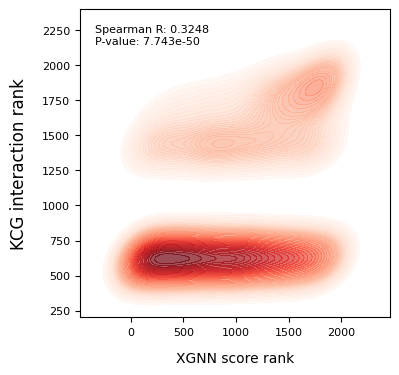 Spearman R: 0.3248
P-value: 7.743e-50
KCG interaction rank
2250
2000
1750
1500
1250
1000
750
500
250
0 500 1000 1500 2000
XGNN score rank